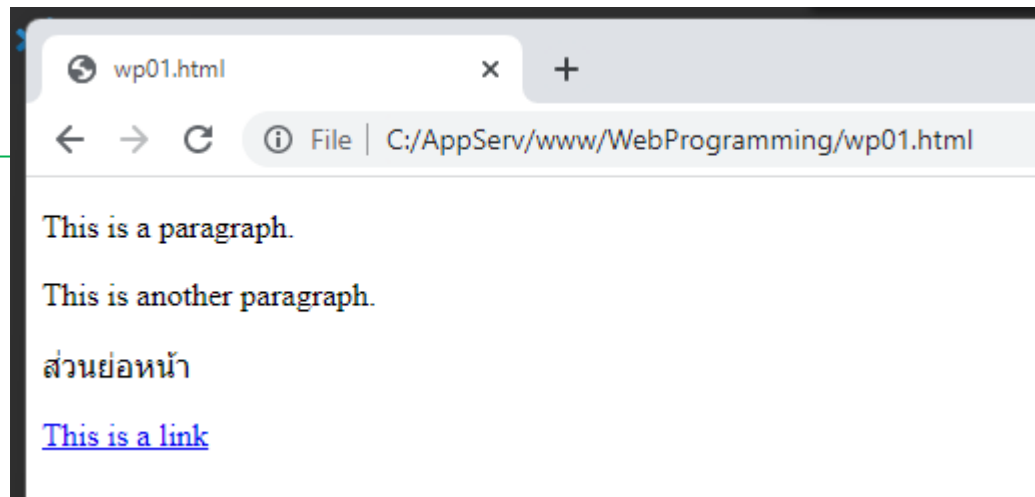 wp01.html
File C:/AppServ/www/WebProgramming/wp01.html
This is a paragraph.
This is another paragraph.
ส่วนย่อหน้า
This is a link